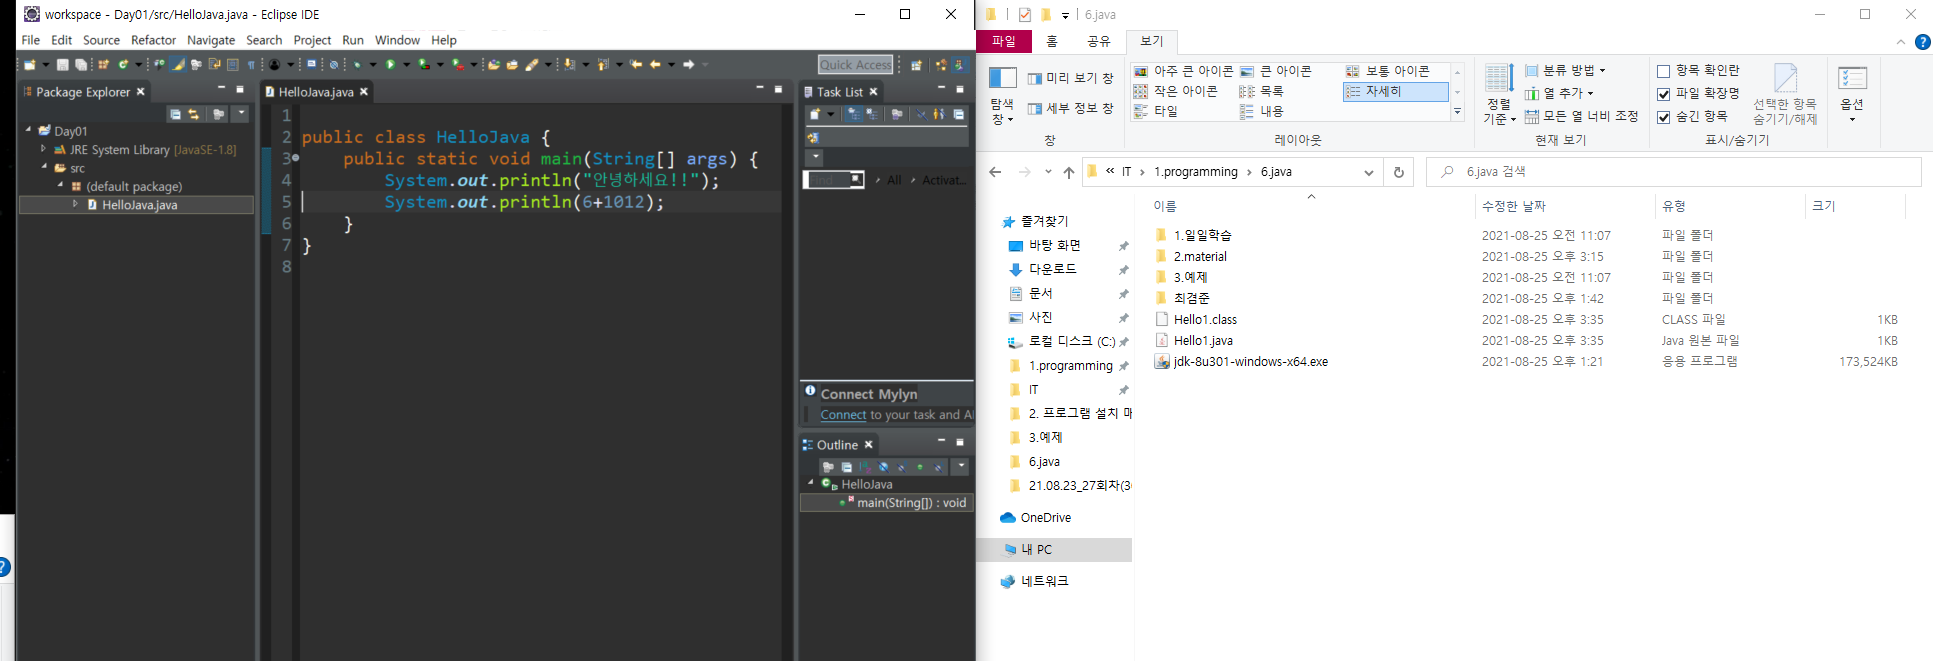 workspace - Day01/src/HelloJava.java - Eclipse IDE
File Edit Source Refactor Navigate Search Project Run Window Help
Quick Access
Package Explorer
Day01
JRE System Library [JavaSE-1.8]
src
(default package)
HelloJava.java
HelloJava.java
1
2 public class HelloJava {
3 public static void main(String[] args) {
4 System.out.println("안녕하세요!!");
5 System.out.println(6+1012);
6 }
7 }
8
Task List
Find All Activat...
Connect Mylyn
Connect to your task and Al
Outline
HelloJava
main(String[]) : void
6.java
파일 홈 공유 보기
탐색 창
미리 보기 창
세부 정보 창
창
아주 큰 아이콘 큰 아이콘 보통 아이콘
작은 아이콘 목록 자세히
타일 내용
레이아웃
정렬 기준
분류 방법
열 추가
모든 열 너비 조정
현재 보기
항목 확인란
파일 확장명
숨긴 항목
선택한 항목 숨기기/해제
표시/숨기기
옵션
« IT › 1.programming › 6.java
6.java 검색
즐겨찾기
바탕 화면
다운로드
문서
사진
로컬 디스크 (C:)
1.programming
IT
2. 프로그램 설치 매
3.예제
6.java
21.08.23_27회차(3
OneDrive
내 PC
네트워크
이름 수정한 날짜 유형 크기
1.일일학습 2021-08-25 오전 11:07 파일 폴더
2.material 2021-08-25 오후 3:15 파일 폴더
3.예제 2021-08-25 오전 11:07 파일 폴더
최겸준 2021-08-25 오후 1:42 파일 폴더
Hello1.class 2021-08-25 오후 3:35 CLASS 파일 1KB
Hello1.java 2021-08-25 오후 3:35 Java 원본 파일 1KB
jdk-8u301-windows-x64.exe 2021-08-25 오후 1:21 응용 프로그램 173,524KB